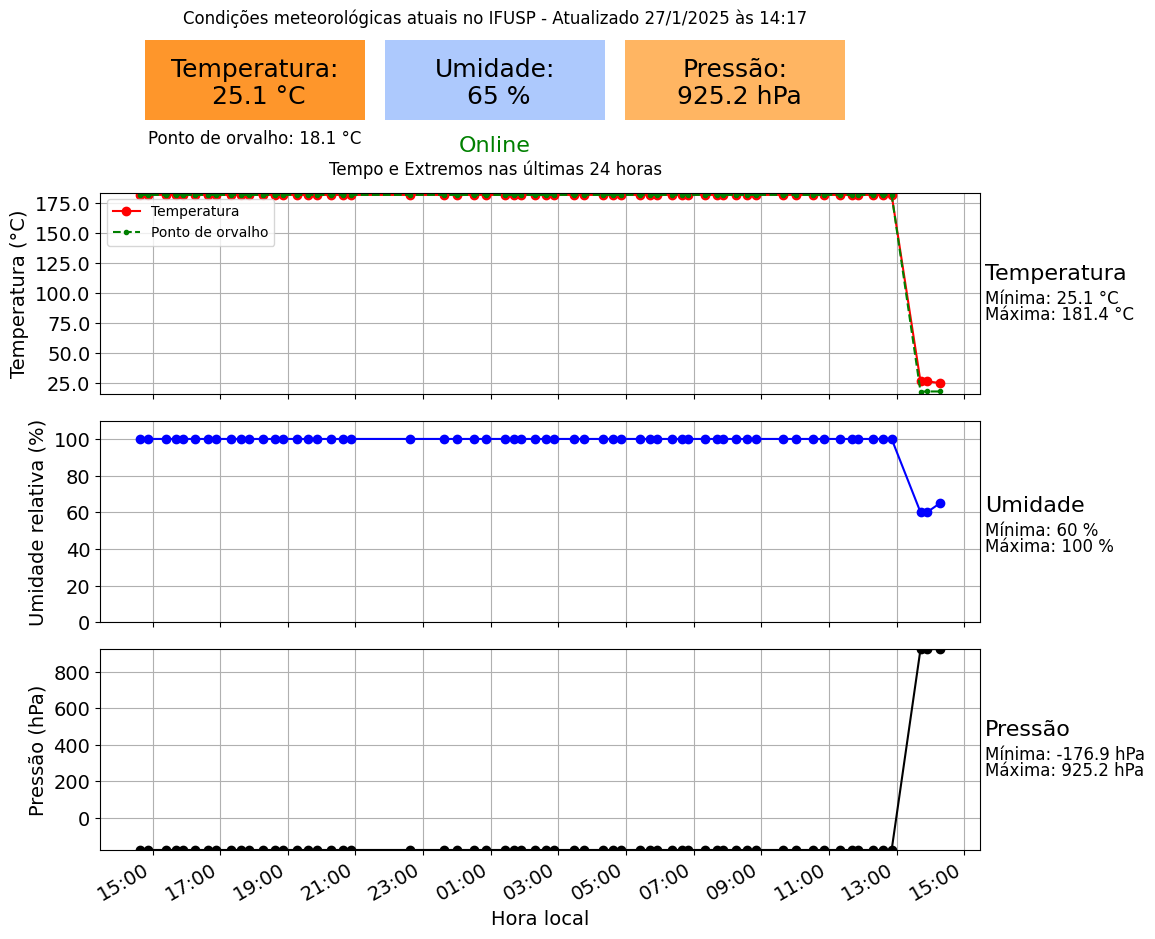 Condições meteorológicas atuais no IFUSP - Atualizado 27/1/2025 às 14:17
Temperatura:
25.1 °C
Umidade:
65 %
Pressão:
925.2 hPa
Ponto de orvalho: 18.1 °C
Online
Tempo e Extremos nas últimas 24 horas
Temperatura (°C)
175.0
150.0
125.0
100.0
75.0
50.0
25.0
Temperatura
Ponto de orvalho
Temperatura
Mínima: 25.1 °C
Máxima: 181.4 °C
Umidade relativa (%)
100
80
60
40
20
0
Umidade
Mínima: 60 %
Máxima: 100 %
Pressão (hPa)
800
600
400
200
0
Pressão
Mínima: -176.9 hPa
Máxima: 925.2 hPa
15:00 17:00 19:00 21:00 23:00 01:00 03:00 05:00 07:00 09:00 11:00 13:00 15:00
Hora local